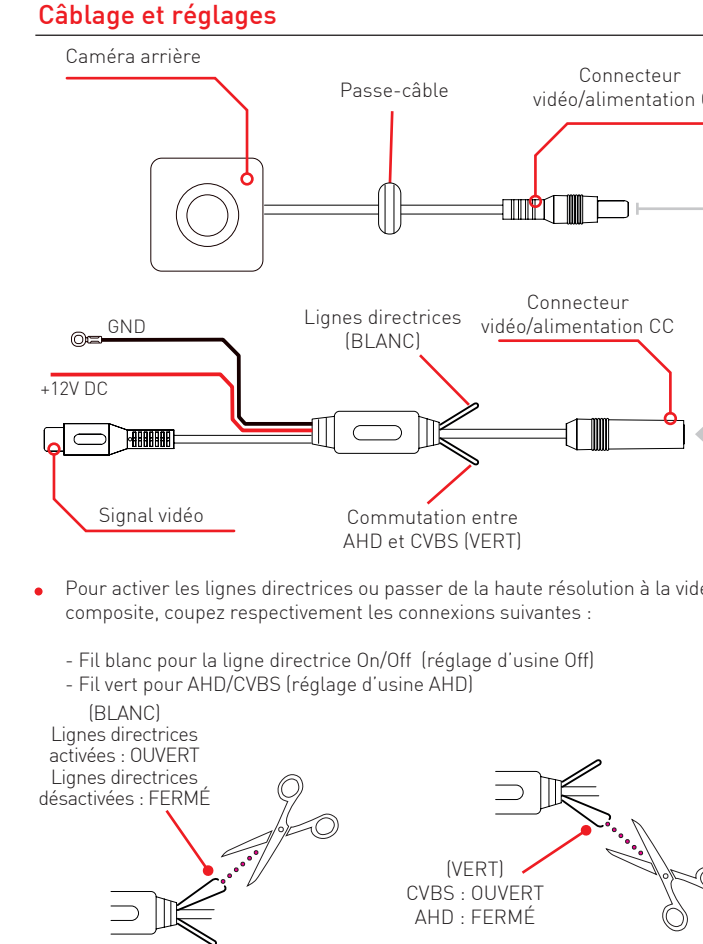 Câblage et réglages
Caméra arrière
Passe-câble
Connecteur
vidéo/alimentation
GND
+12V DC
Lignes directrices
(BLANC)
Connecteur
vidéo/alimentation CC
Signal vidéo
Commutation entre
AHD et CVBS (VERT)
Pour activer les lignes directrices ou passer de la haute résolution à la
composite, coupez respectivement les connexions suivantes :
- Fil blanc pour la ligne directrice On/Off (réglage d'usine Off)
- Fil vert pour AHD/CVBS (réglage d'usine AHD)
(BLANC)
Lignes directrices
activées : OUVERT
Lignes directrices
désactivées : FERMÉ
(VERT)
CVBS : OUVERT
AHD : FERMÉ